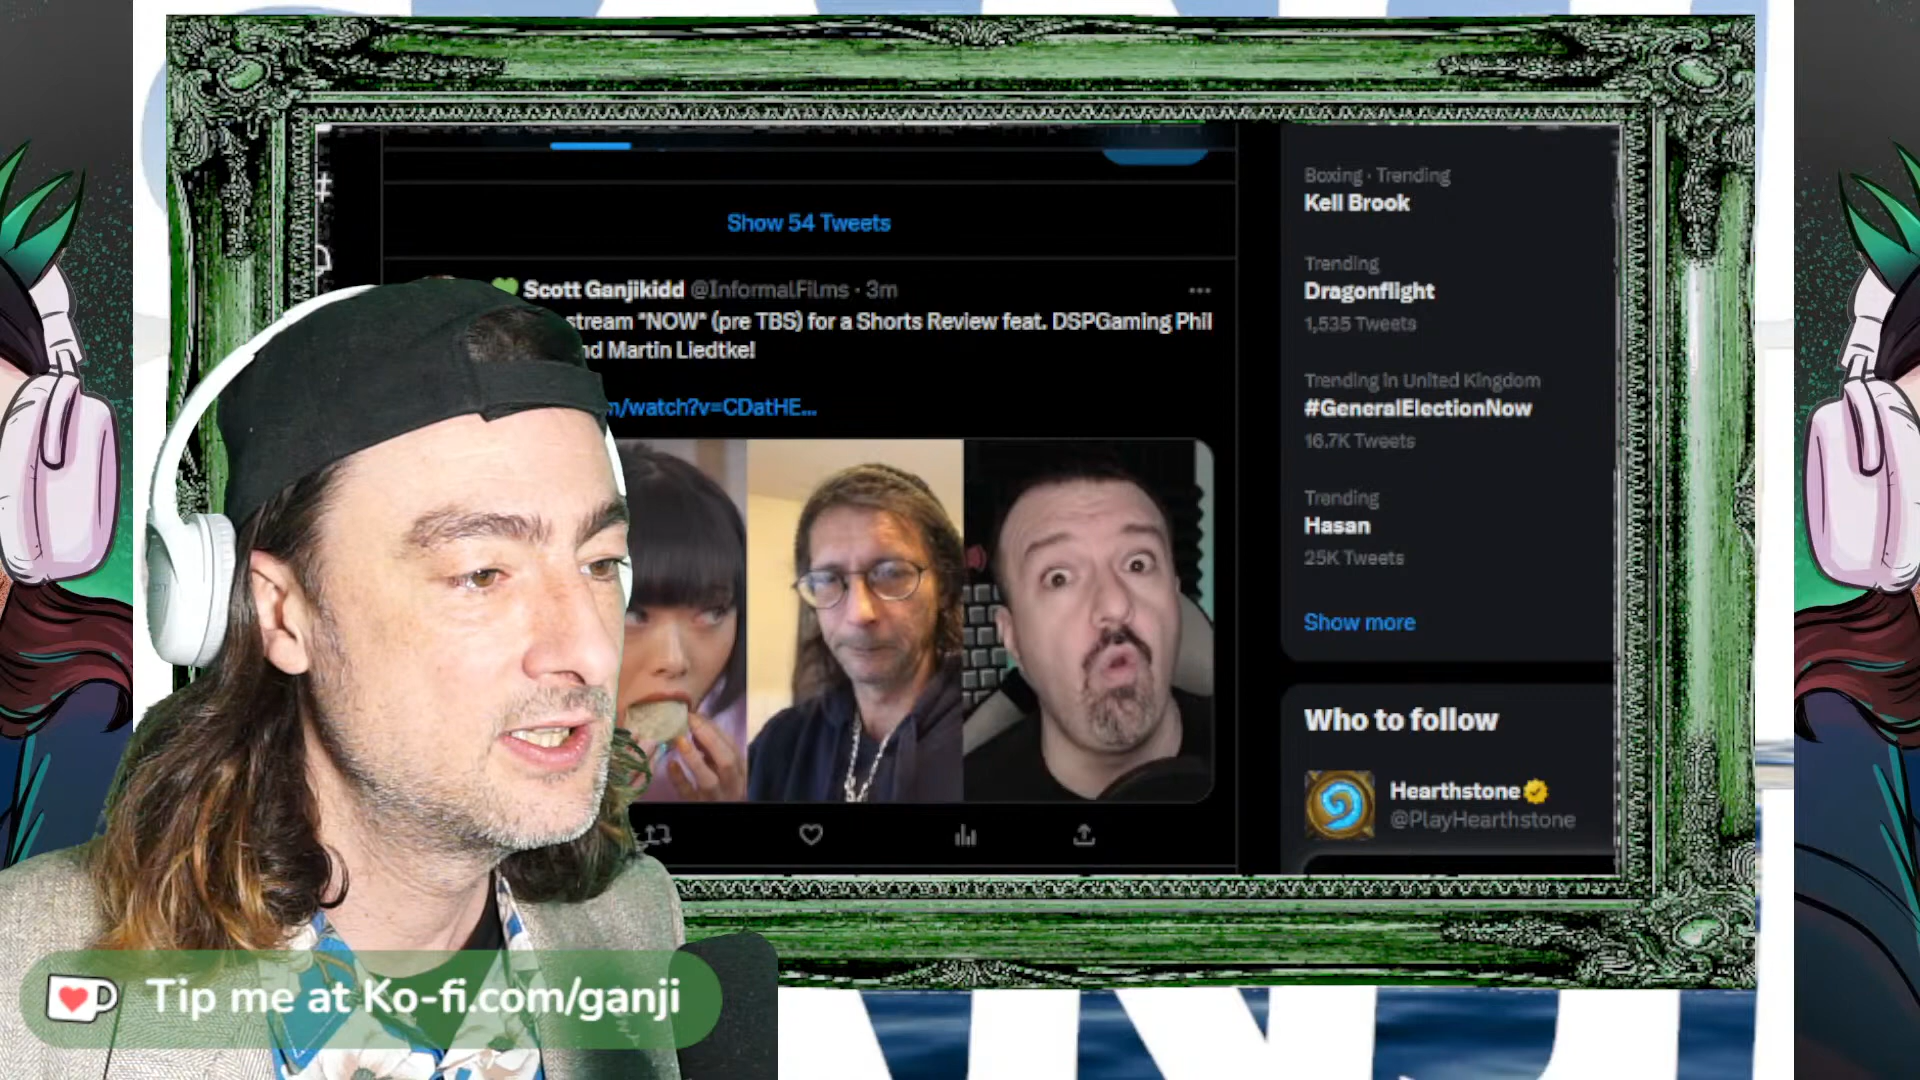 Show 54 Tweets
Scott Ganjikidd @InformalFilms · 3m
stream *NOW* (pre TBS) for a Shorts Review feat. DSPGaming Phil
nd Martin Liedtke!
m/watch?v=CDatHE...
Boxing · Trending
Kell Brook
Trending
Dragonflight
1,535 Tweets
Trending in United Kingdom
#GeneralElectionNow
16.7K Tweets
Trending
Hasan
25K Tweets
Show more
Who to follow
Hearthstone
@PlayHearthstone
Tip me at Ko-fi.com/ganji